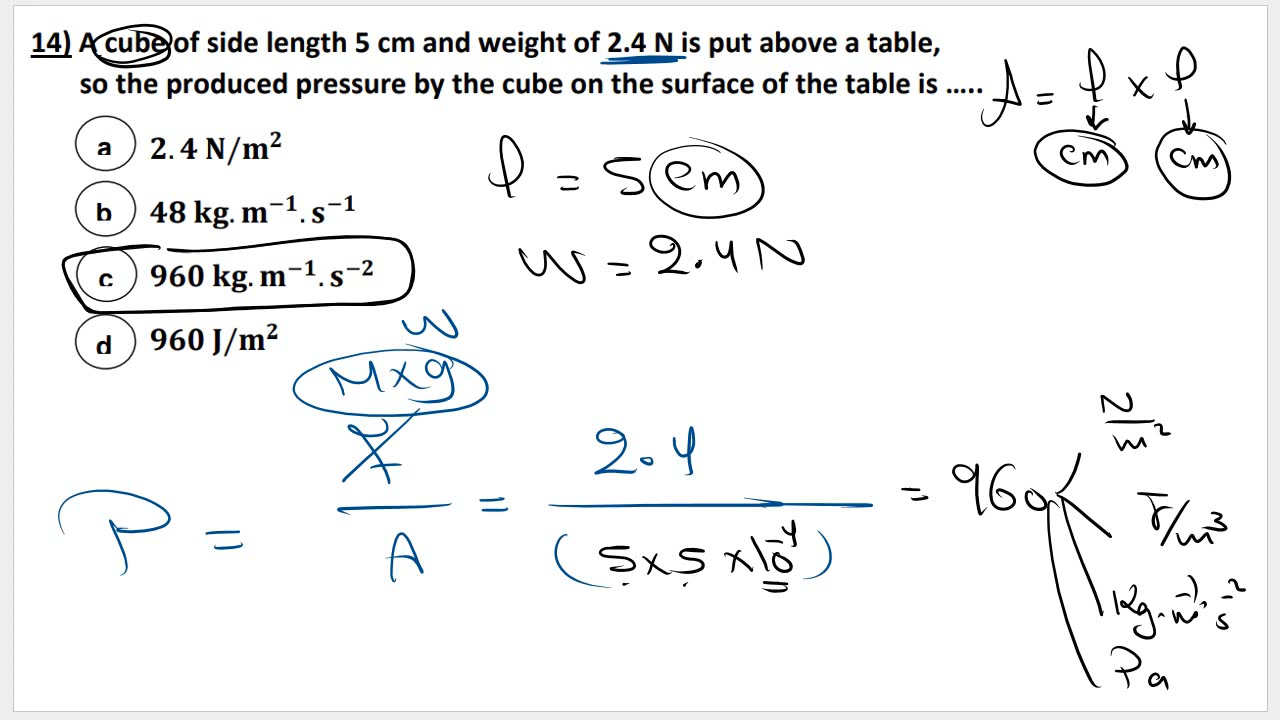 14) A cube of side length 5 cm and weight of 2.4 N is put above a table,
so the produced pressure by the cube on the surface of the table is .....
A = l × l
cm cm
a 2.4 N/m²
b 48 kg.m⁻¹.s⁻¹
c 960 kg.m⁻¹.s⁻²
d 960 J/m²
l = 5 cm
W = 2.4 N
W
M×g
P = F/A = 2.4/(5×5×10⁻⁴) = 960
N/m²
J/m³
Kg.m⁻¹.s⁻²
Pa